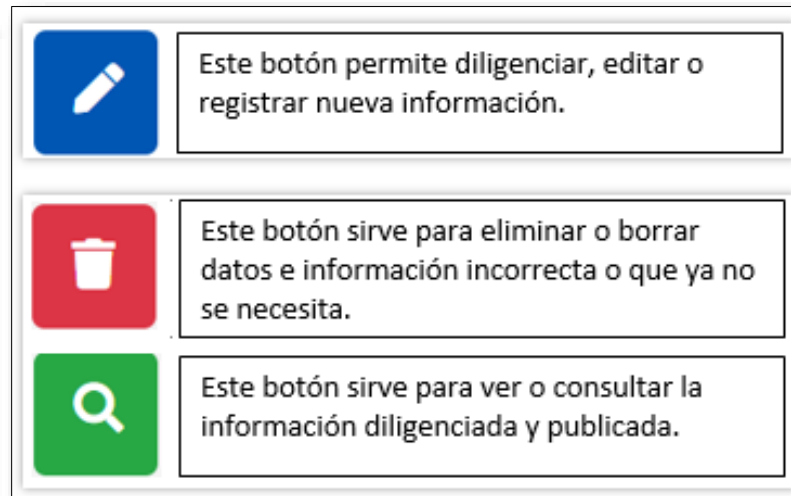 Este botón permite diligenciar, editar o
registrar nueva información.
Este botón sirve para eliminar o borrar
datos e información incorrecta o que ya no
se necesita.
Este botón sirve para ver o consultar la
información diligenciada y publicada.